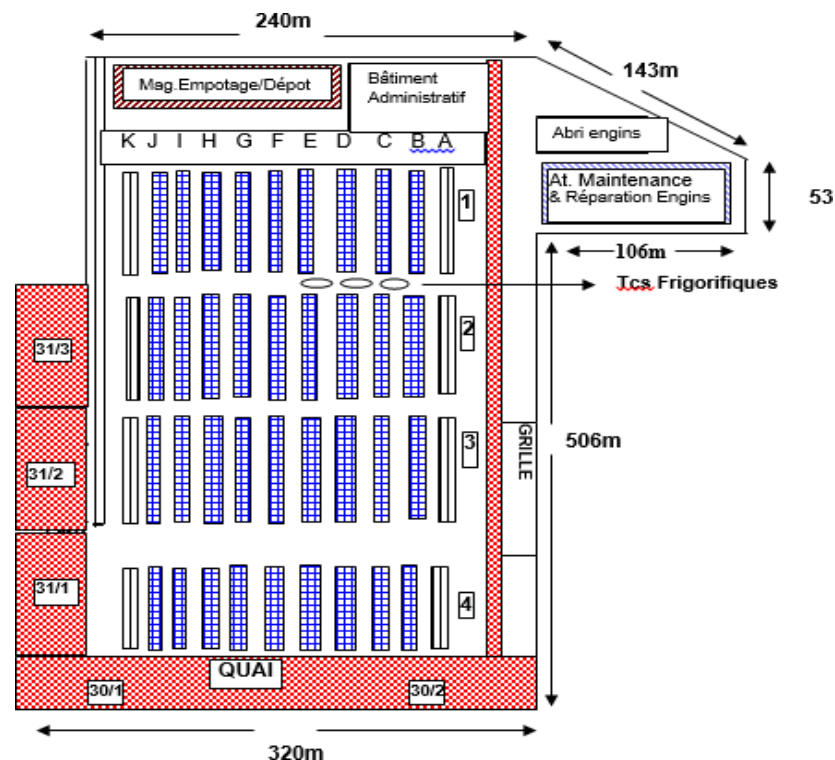 240m
143m
Mag.Empotage/Dépot
Bâtiment
Administratif
Abri engins
K J I H G F E D C B A
At. Maintenance
& Réparation Engins
53
1
106m
Tcs Frigorifiques
2
31/3
3
GRILLE
506m
31/2
31/1
4
QUAI
30/1
30/2
320m